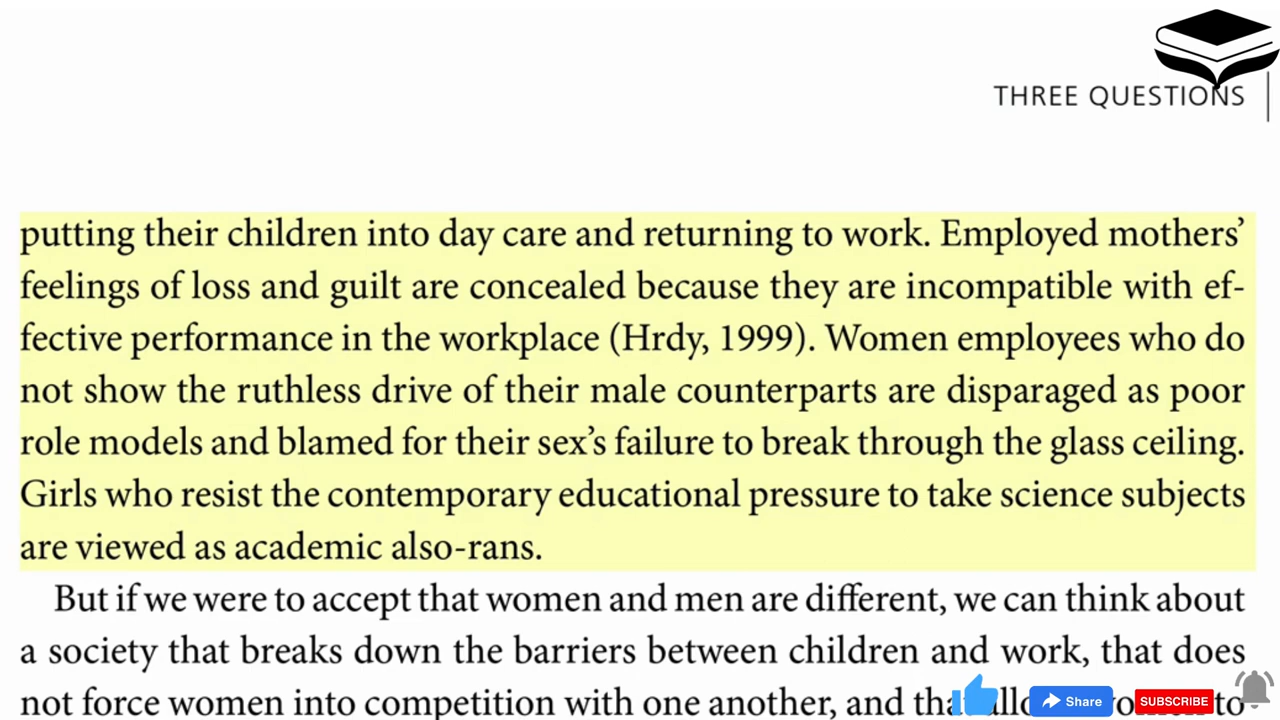 THREE QUESTIONS
putting their children into day care and returning to work. Employed mothers’
feelings of loss and guilt are concealed because they are incompatible with ef-
fective performance in the workplace (Hrdy, 1999). Women employees who do
not show the ruthless drive of their male counterparts are disparaged as poor
role models and blamed for their sex’s failure to break through the glass ceiling.
Girls who resist the contemporary educational pressure to take science subjects
are viewed as academic also-rans.
But if we were to accept that women and men are different, we can think about
a society that breaks down the barriers between children and work, that does
not force women into competition with one another, and to
Share
SUBSCRIBE